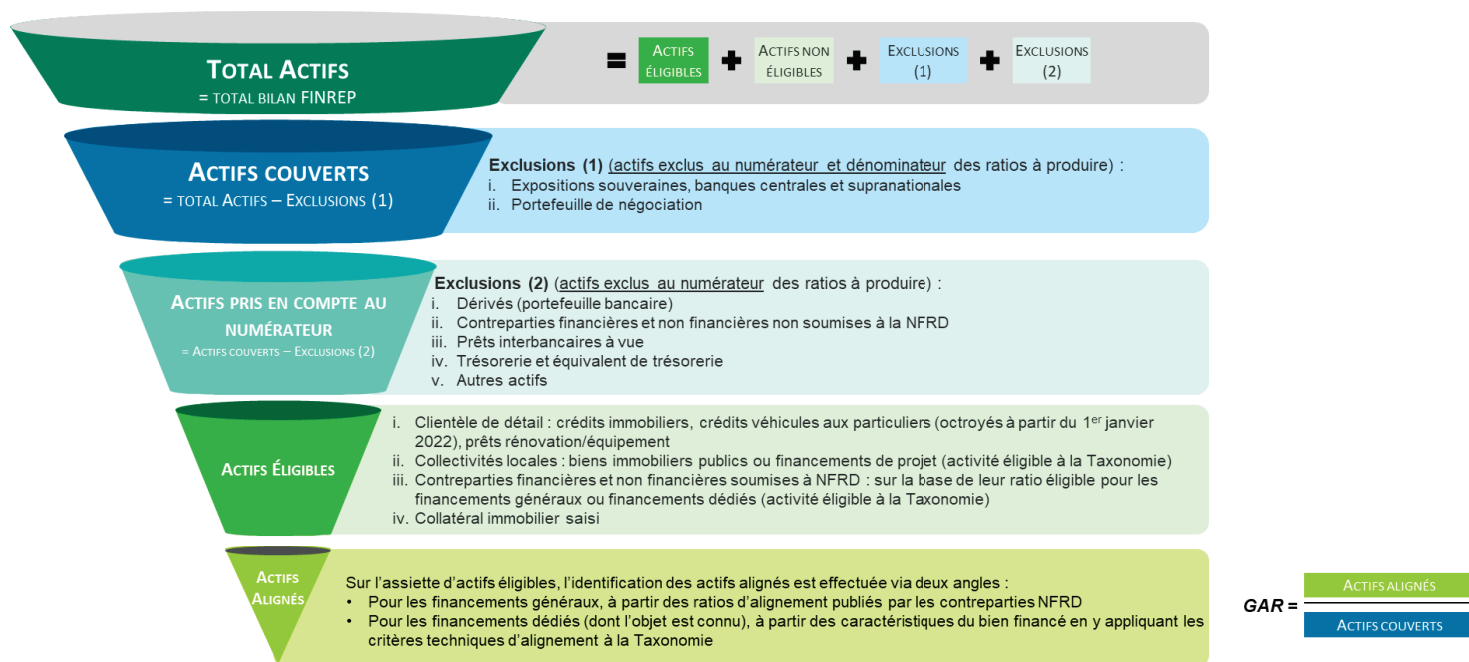 TOTAL ACTIFS
= TOTAL BILAN FINREP
= ACTIFS ÉLIGIBLES + ACTIFS NON ÉLIGIBLES + EXCLUSIONS (1) + EXCLUSIONS (2)
ACTIFS COUVERTS
= TOTAL ACTIFS – EXCLUSIONS (1)
Exclusions (1) (actifs exclus au numérateur et dénominateur des ratios à produire) :
i. Expositions souveraines, banques centrales et supranationales
ii. Portefeuille de négociation
ACTIFS PRIS EN COMPTE AU
NUMÉRATEUR
= ACTIFS COUVERTS – EXCLUSIONS (2)
Exclusions (2) (actifs exclus au numérateur des ratios à produire) :
i. Dérivés (portefeuille bancaire)
ii. Contreparties financières et non financières non soumises à la NFRD
iii. Prêts interbancaires à vue
iv. Trésorerie et équivalent de trésorerie
v. Autres actifs
ACTIFS ÉLIGIBLES
i. Clientèle de détail : crédits immobiliers, crédits véhicules aux particuliers (octroyés à partir du 1er janvier
2022), prêts rénovation/équipement
ii. Collectivités locales : biens immobiliers publics ou financements de projet (activité éligible à la Taxonomie)
iii. Contreparties financières et non financières soumises à NFRD : sur la base de leur ratio éligible pour les
financements généraux ou financements dédiés (activité éligible à la Taxonomie)
iv. Collatéral immobilier saisi
ACTIFS
ALIGNÉS
Sur l'assiette d'actifs éligibles, l'identification des actifs alignés est effectuée via deux angles :
• Pour les financements généraux, à partir des ratios d'alignement publiés par les contreparties NFRD
• Pour les financements dédiés (dont l'objet est connu), à partir des caractéristiques du bien financé en y appliquant les
critères techniques d'alignement à la Taxonomie
GAR =
ACTIFS ALIGNÉS
ACTIFS COUVERTS